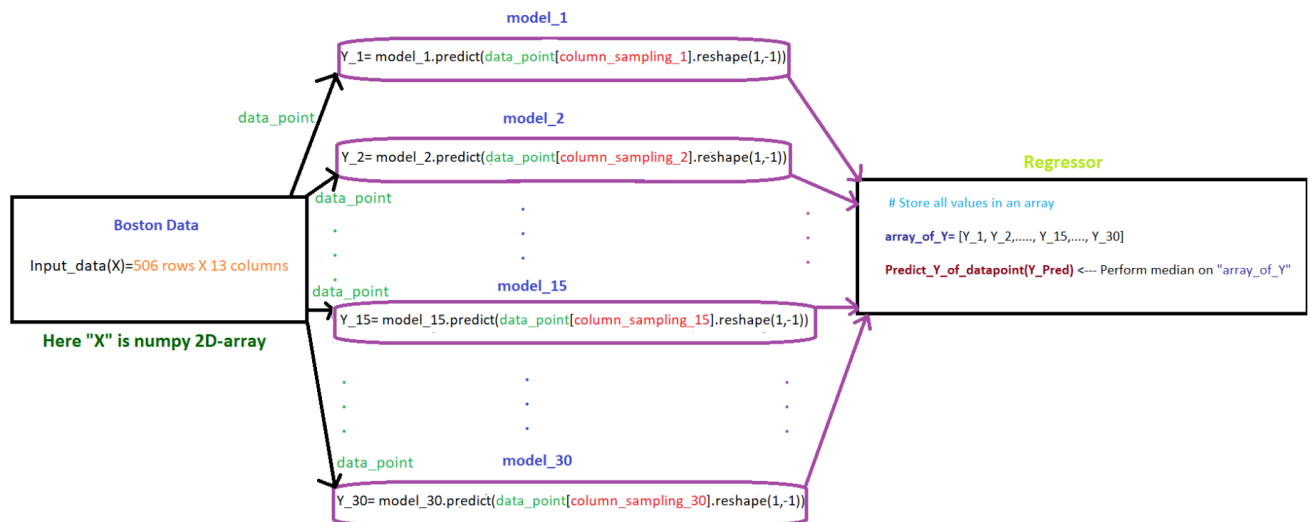 model_1
Y_1= model_1.predict(data_point[column_sampling_1].reshape(1,-1))
data_point
model_2
Y_2= model_2.predict(data_point[column_sampling_2].reshape(1,-1))
data_point
Boston Data
Input_data(X)=506 rows X 13 columns
Here "X" is numpy 2D-array
data_point
model_15
Y_15= model_15.predict(data_point[column_sampling_15].reshape(1,-1))
data_point
model_30
Y_30= model_30.predict(data_point[column_sampling_30].reshape(1,-1))
Regressor
# Store all values in an array
array_of_Y= [Y_1, Y_2,....., Y_15,...., Y_30]
Predict_Y_of_datapoint(Y_Pred) <--- Perform median on "array_of_Y"